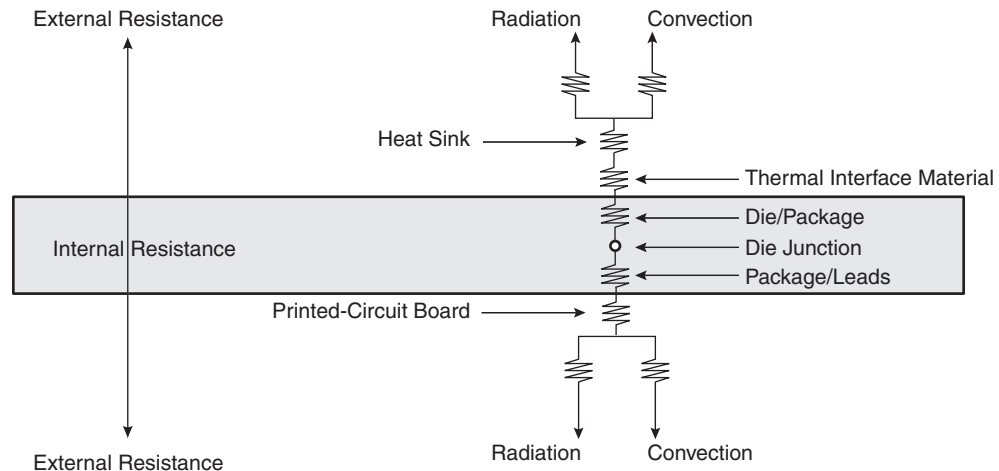 External Resistance
Radiation
Convection
Heat Sink
Thermal Interface Material
Die/Package
Internal Resistance
Die Junction
Package/Leads
Printed-Circuit Board
Radiation
Convection
External Resistance